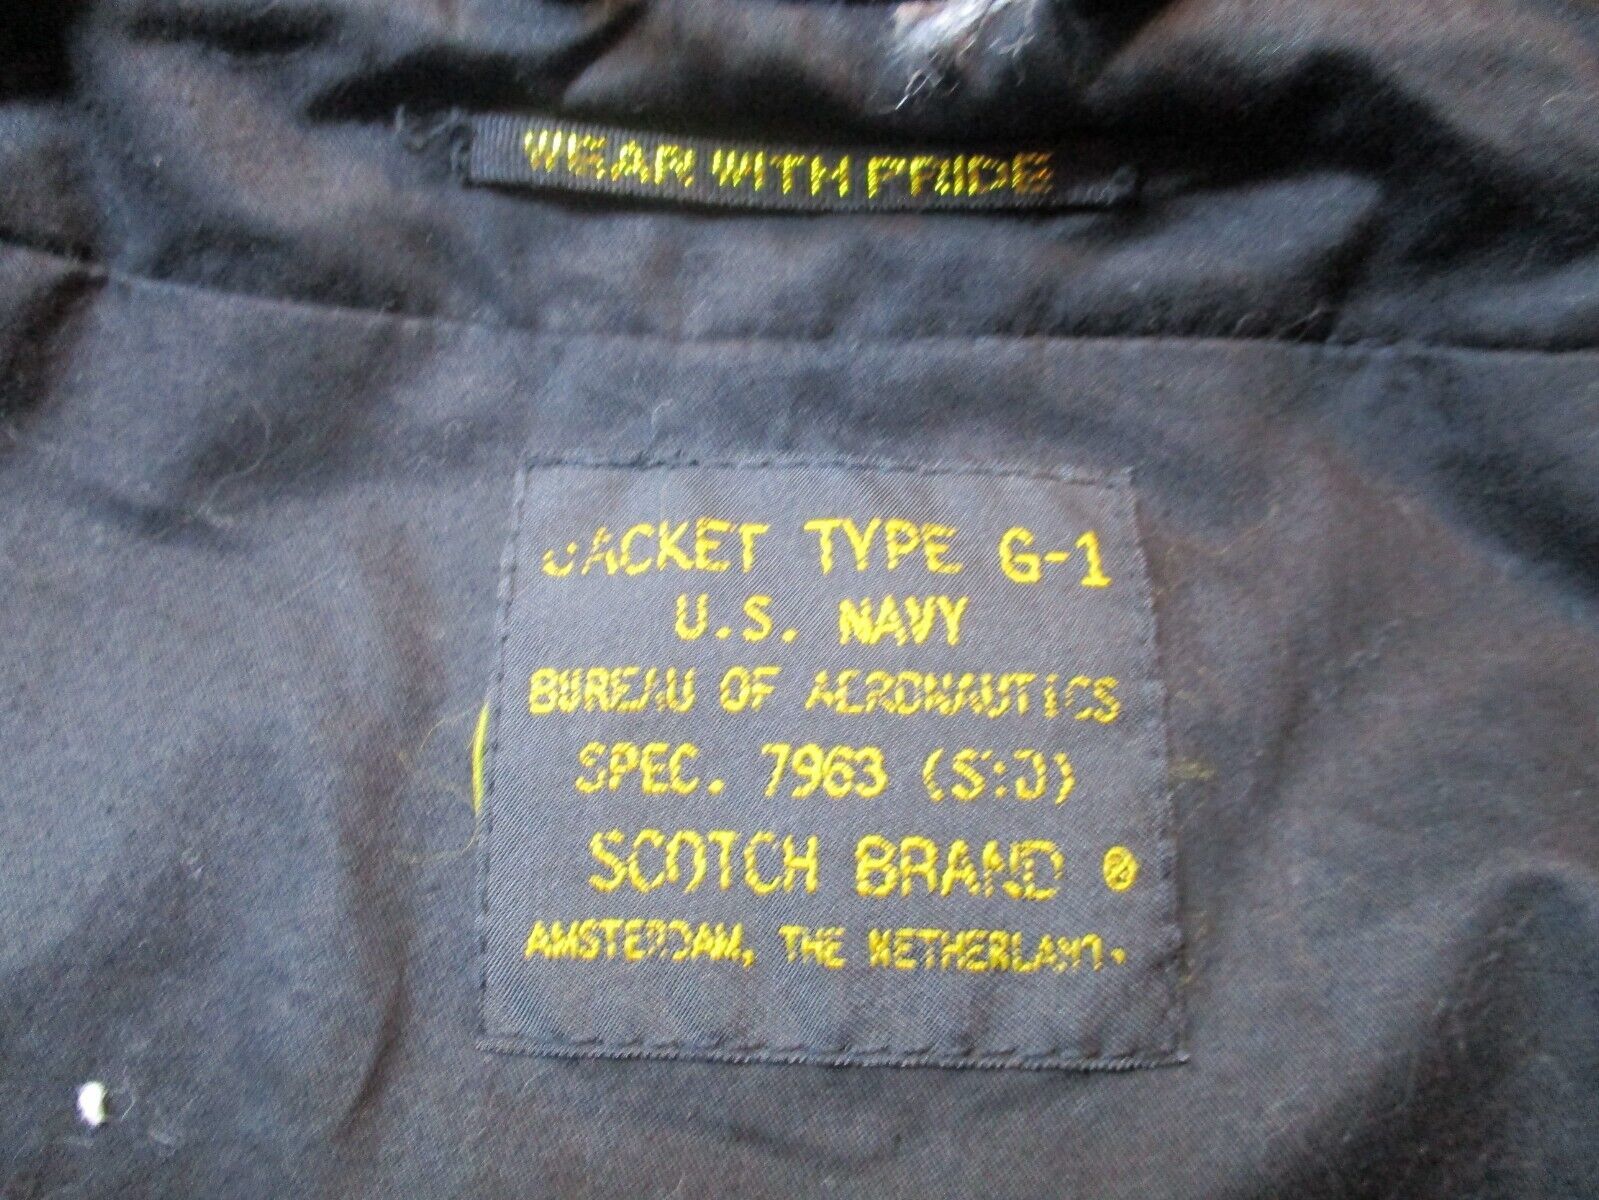 WEAR WITH PRIDE
JACKET TYPE G-1
U.S. NAVY
BUREAU OF AERONAUTICS
SPEC. 7963
SCOTCH BRAND ®
AMSTERDAM, THE NETHERLANDS